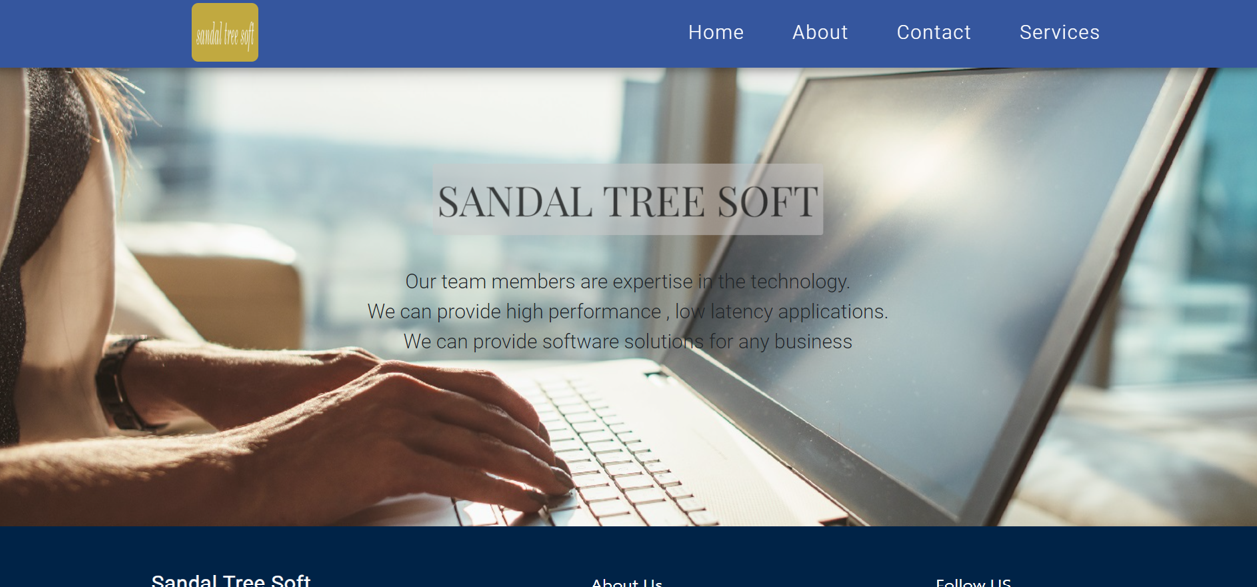 sandal tree soft
Home About Contact Services
SANDAL TREE SOFT
Our team members are expertise in the technology.
We can provide high performance , low latency applications.
We can provide software solutions for any business
Sandal Tree Soft
About Us
Follow US